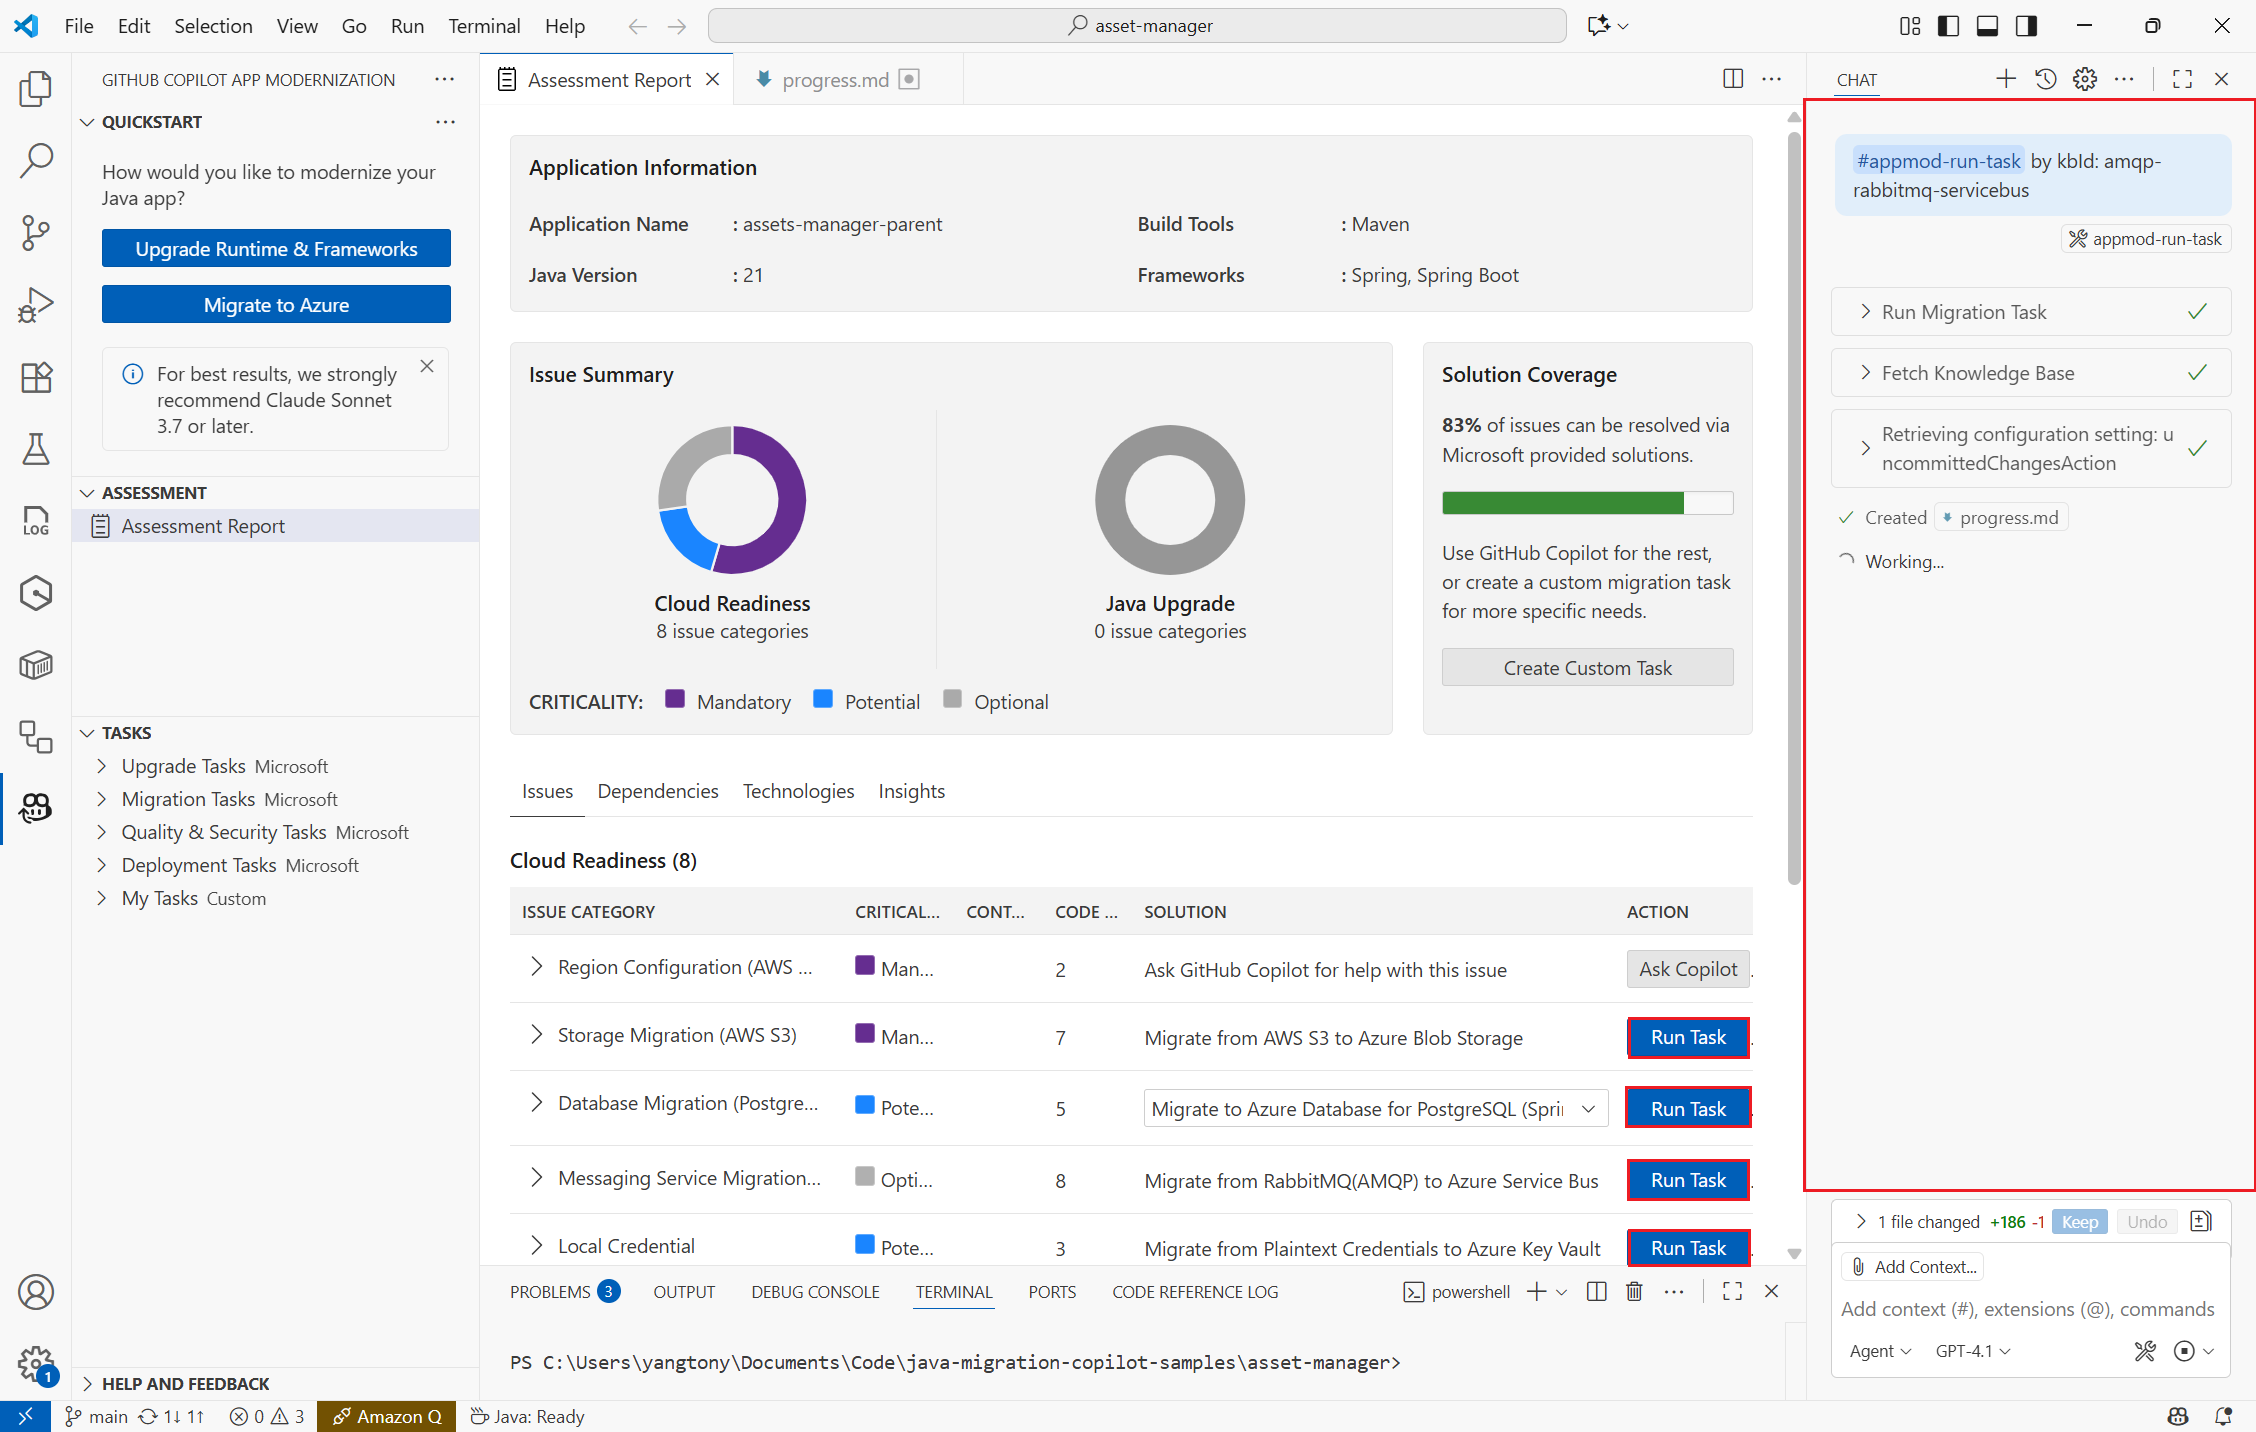 File Edit Selection View Go Run Terminal Help
asset-manager
GITHUB COPILOT APP MODERNIZATION
QUICKSTART
How would you like to modernize your
Java app?
Upgrade Runtime & Frameworks
Migrate to Azure
For best results, we strongly
recommend Claude Sonnet
3.7 or later.
ASSESSMENT
Assessment Report
TASKS
Upgrade Tasks Microsoft
Migration Tasks Microsoft
Quality & Security Tasks Microsoft
Deployment Tasks Microsoft
My Tasks Custom
HELP AND FEEDBACK
LOG
1
Assessment Report
progress.md
Application Information
Application Name : assets-manager-parent
Build Tools : Maven
Java Version : 21
Frameworks : Spring, Spring Boot
Issue Summary
Cloud Readiness
8 issue categories
Java Upgrade
0 issue categories
CRITICALITY: Mandatory Potential Optional
Solution Coverage
83% of issues can be resolved via
Microsoft provided solutions.
Use GitHub Copilot for the rest,
or create a custom migration task
for more specific needs.
Create Custom Task
Issues Dependencies Technologies Insights
Cloud Readiness (8)
ISSUE CATEGORY CRITICAL... CONT... CODE ... SOLUTION ACTION
Region Configuration (AWS ... Man... 2 Ask GitHub Copilot for help with this issue Ask Copilot
Storage Migration (AWS S3) Man... 7 Migrate from AWS S3 to Azure Blob Storage Run Task
Database Migration (Postgre... Pote... 5 Migrate to Azure Database for PostgreSQL (Spri Run Task
Messaging Service Migration... Opti... 8 Migrate from RabbitMQ(AMQP) to Azure Service Bus Run Task
Local Credential Pote... 3 Migrate from Plaintext Credentials to Azure Key Vault Run Task
PROBLEMS 3 OUTPUT DEBUG CONSOLE TERMINAL PORTS CODE REFERENCE LOG powershell
PS C:\Users\yangtony\Documents\Code\java-migration-copilot-samples\asset-manager>
CHAT
#appmod-run-task by kbId: amqp-
rabbitmq-servicebus
appmod-run-task
Run Migration Task
Fetch Knowledge Base
Retrieving configuration setting: u
ncommittedChangesAction
Created progress.md
Working...
1 file changed +186 -1 Keep Undo
Add Context...
Add context (#), extensions (@), commands
Agent GPT-4.1
main 1↓ 1↑ 0 3 Amazon Q Java: Ready